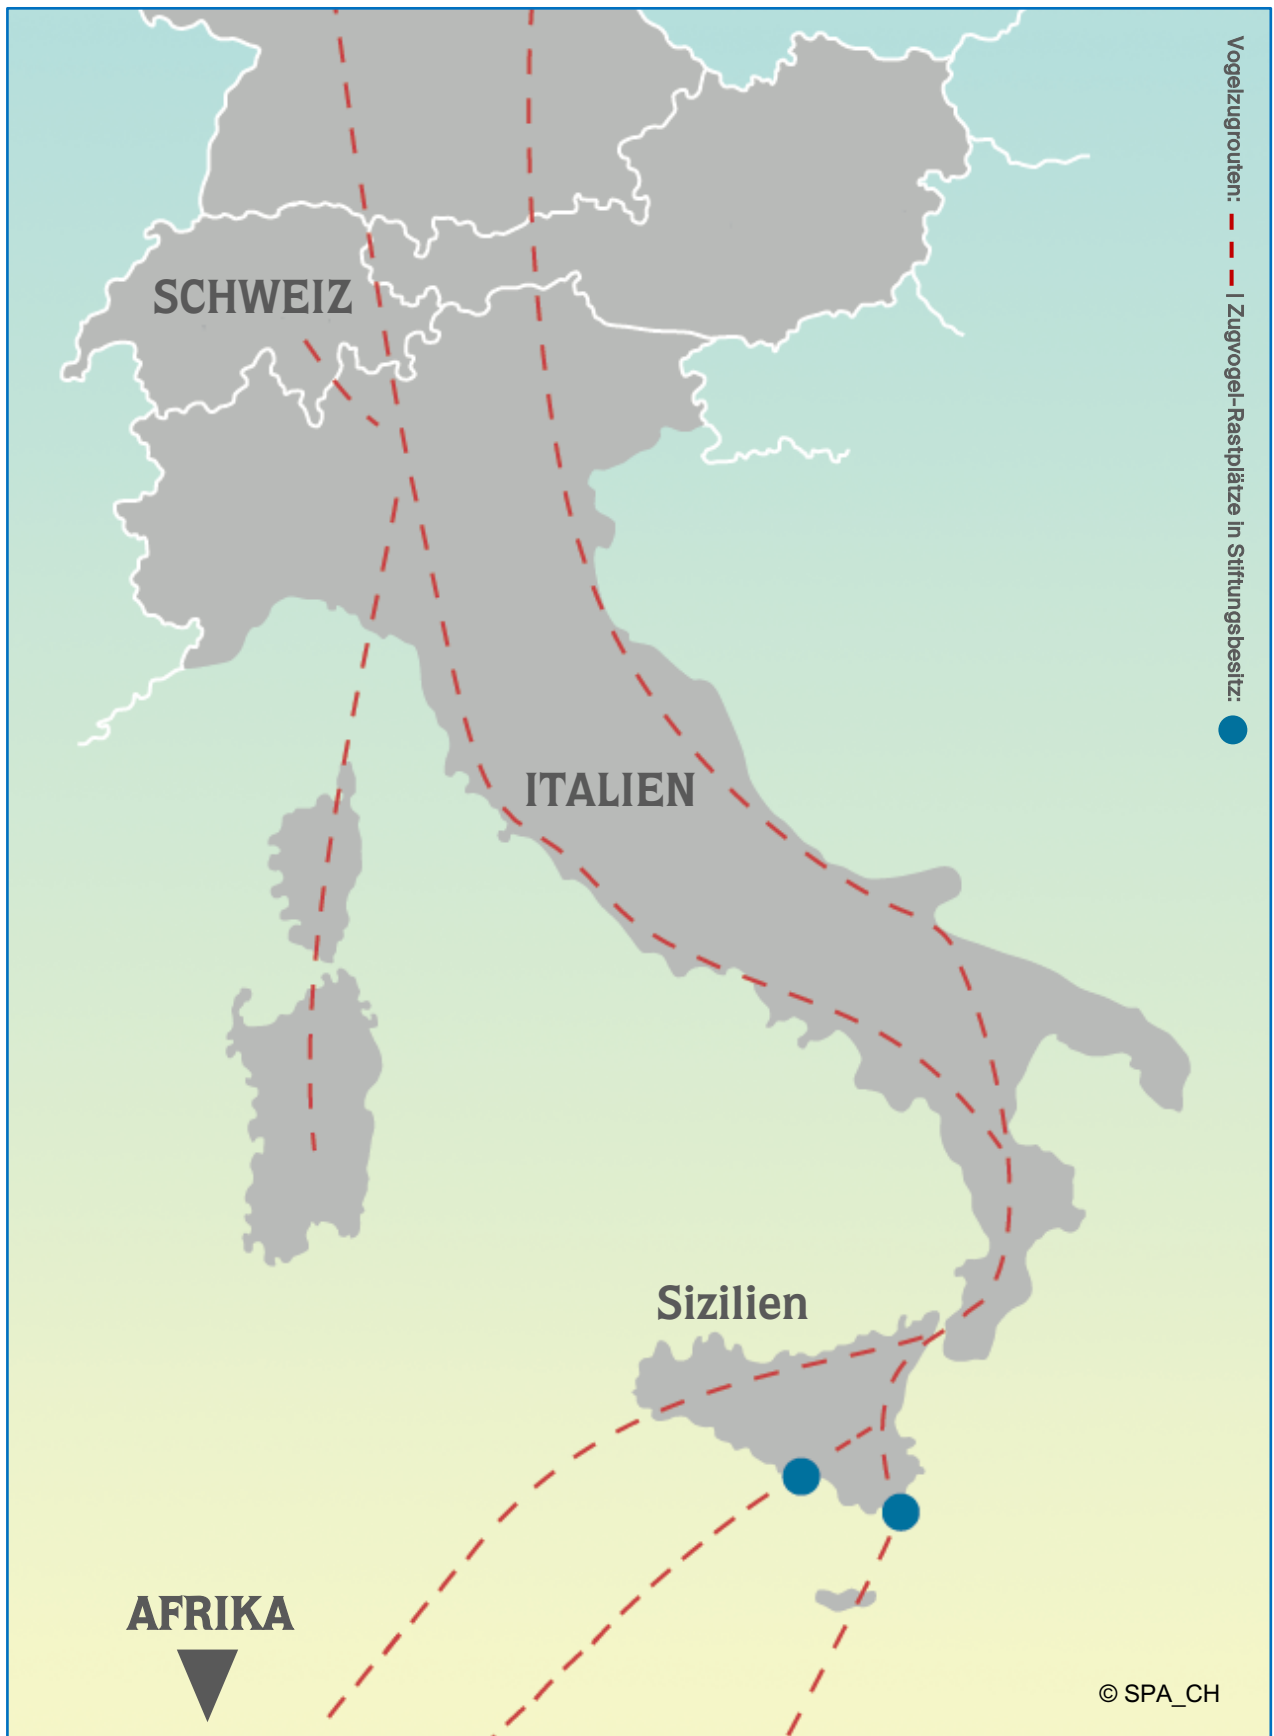 Vogelzugrouten: | Zugvogel-Rastplätze in Stiftungsbesitz:
SCHWEIZ
ITALIEN
Sizilien
AFRIKA
© SPA_CH